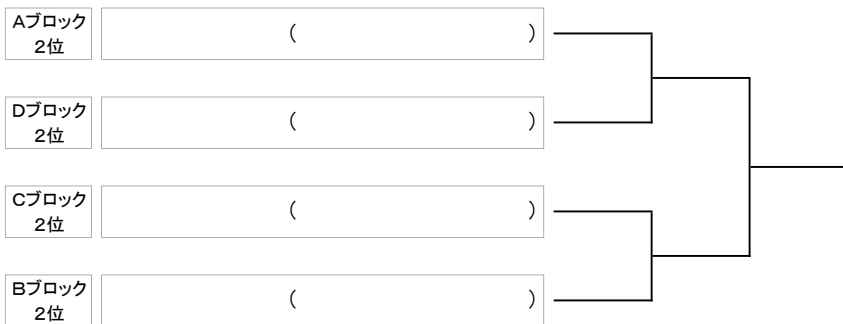 Aブロック
2位
(　　　　　　　　　　)
Dブロック
2位
(　　　　　　　　　　)
Cブロック
2位
(　　　　　　　　　　)
Bブロック
2位
(　　　　　　　　　　)